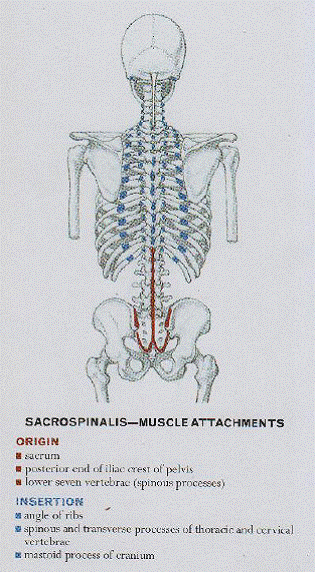 SACROSPINALIS—MUSCLE ATTACHMENTS
ORIGIN
sacrum
posterior end of iliac crest of pelvis
lower seven vertebrae (spinous processes)
INSERTION
angle of ribs
spinous and transverse processes of thoracic and cervical
vertebrae
mastoid process of cranium